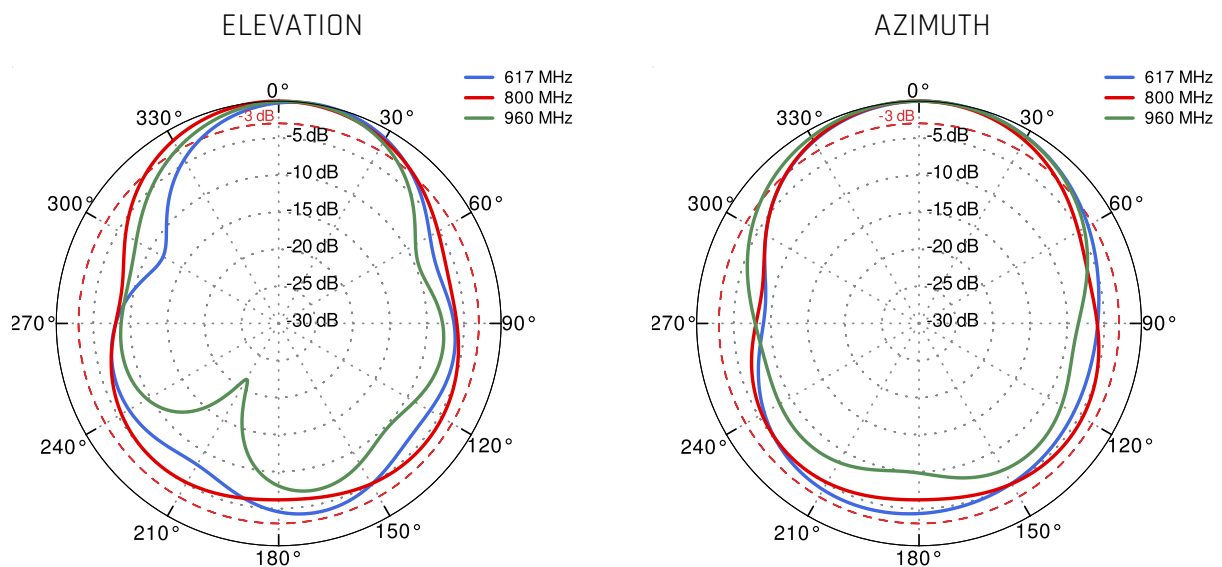 ELEVATION
617 MHz
800 MHz
960 MHz
0°
330°
30°
-3 dB
-5 dB
-10 dB
300°
60°
-15 dB
-20 dB
-25 dB
-30 dB
270°
90°
240°
120°
210°
150°
180°
AZIMUTH
617 MHz
800 MHz
960 MHz
0°
330°
30°
-3 dB
-5 dB
-10 dB
300°
60°
-15 dB
-20 dB
-25 dB
-30 dB
270°
90°
240°
120°
210°
150°
180°